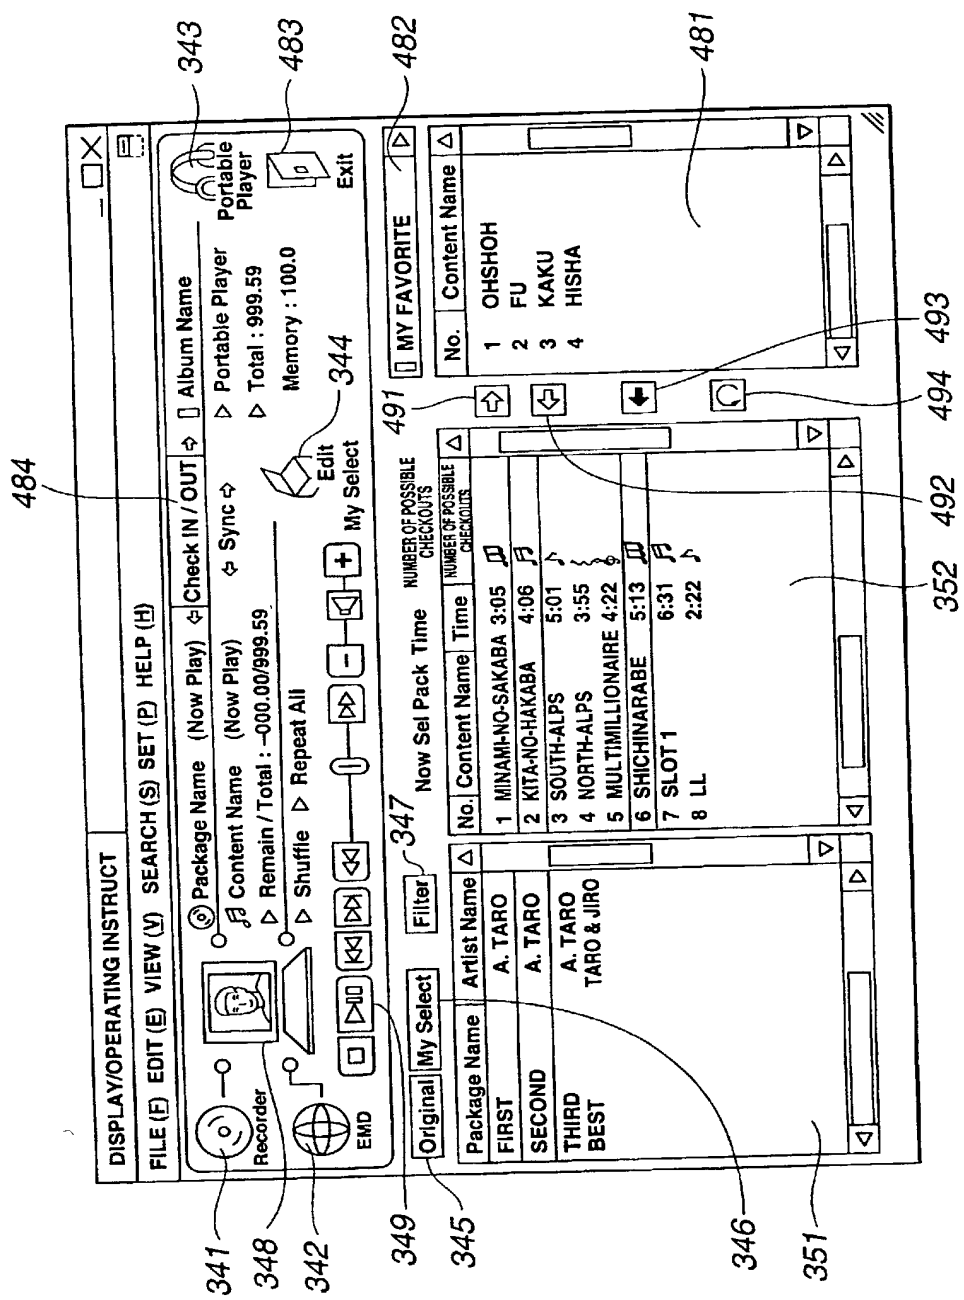 DISPLAY/OPERATING INSTRUCT
FILE (F) EDIT (E) VIEW (V) SEARCH (S) SET (P) HELP (H)
Package Name (Now Play)
Check IN / OUT
Album Name
Content Name (Now Play)
Sync
Portable Player
Remain / Total : –000.00/999.59
Total : 999.59
Shuffle Repeat All
Memory : 100.0
Recorder
EMD
Edit
My Select
Portable
Player
Exit
Original
My Select
Filter
Now Sel Pack Time
NUMBER OF POSSIBLE
CHECKOUTS
MY FAVORITE
Package Name Artist Name
FIRST A. TARO
SECOND A. TARO
THIRD A. TARO
BEST TARO & JIRO
No. Content Name Time NUMBER OF POSSIBLE
CHECKOUTS
1 MINAMI-NO-SAKABA 3:05
2 KITA-NO-HAKABA 4:06
3 SOUTH-ALPS 5:01
4 NORTH-ALPS 3:55
5 MULTIMILLIONAIRE 4:22
6 SHICHINARABE 5:13
7 SLOT 1 6:31
8 LL 2:22
No. Content Name
1 OHSHOH
2 FU
3 KAKU
4 HISHA
484
343
483
482
481
344
491
493
494
492
352
347
341
348
342
349
345
346
351